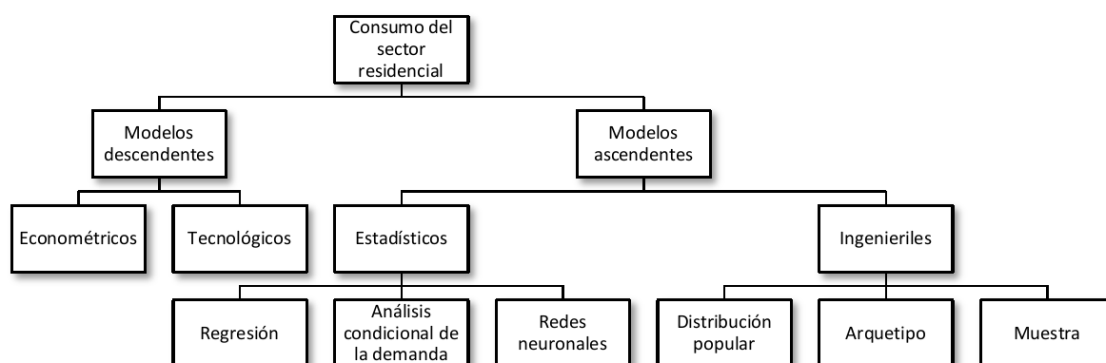 Consumo del
sector
residencial
Modelos
descendentes
Modelos
ascendentes
Econométricos
Tecnológicos
Estadísticos
Ingenieriles
Regresión
Análisis
condicional de
la demanda
Redes
neuronales
Distribución
popular
Arquetipo
Muestra